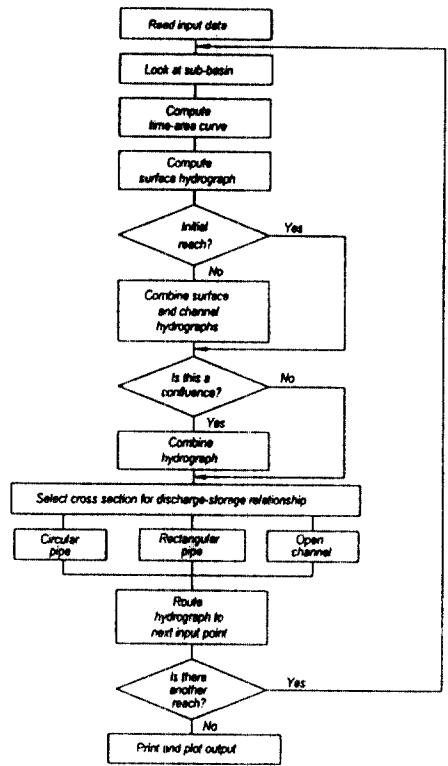 Read input data
Look at sub-basin
Compute
time-area curve
Compute
surface hydrograph
Initial
reach?
Yes
No
Combine surface
and channel
hydrographs
Is this a
confluence?
No
Yes
Combine
hydrograph
Select cross section for discharge-storage relationship
Circular
pipe
Rectangular
pipe
Open
channel
Route
hydrograph to
next input point
Is there
another
reach?
Yes
No
Print and plot output